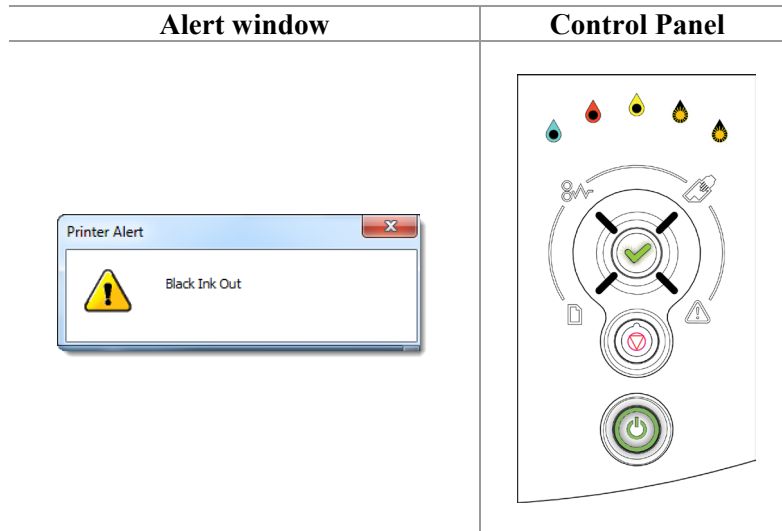 Alert window
Control Panel
Printer Alert
Black Ink Out